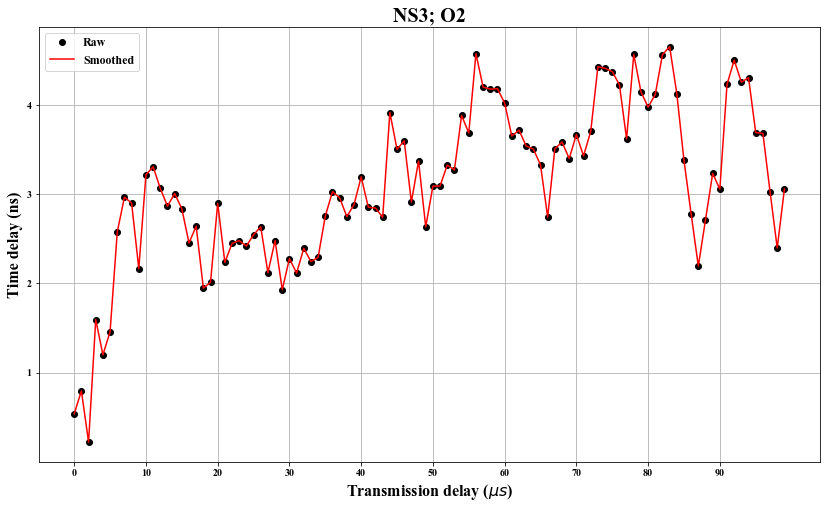 NS3; O2
Raw
Smoothed
Time delay (ns)
4
3
2
1
0 10 20 30 40 50 60 70 80 90
Transmission delay (μs)